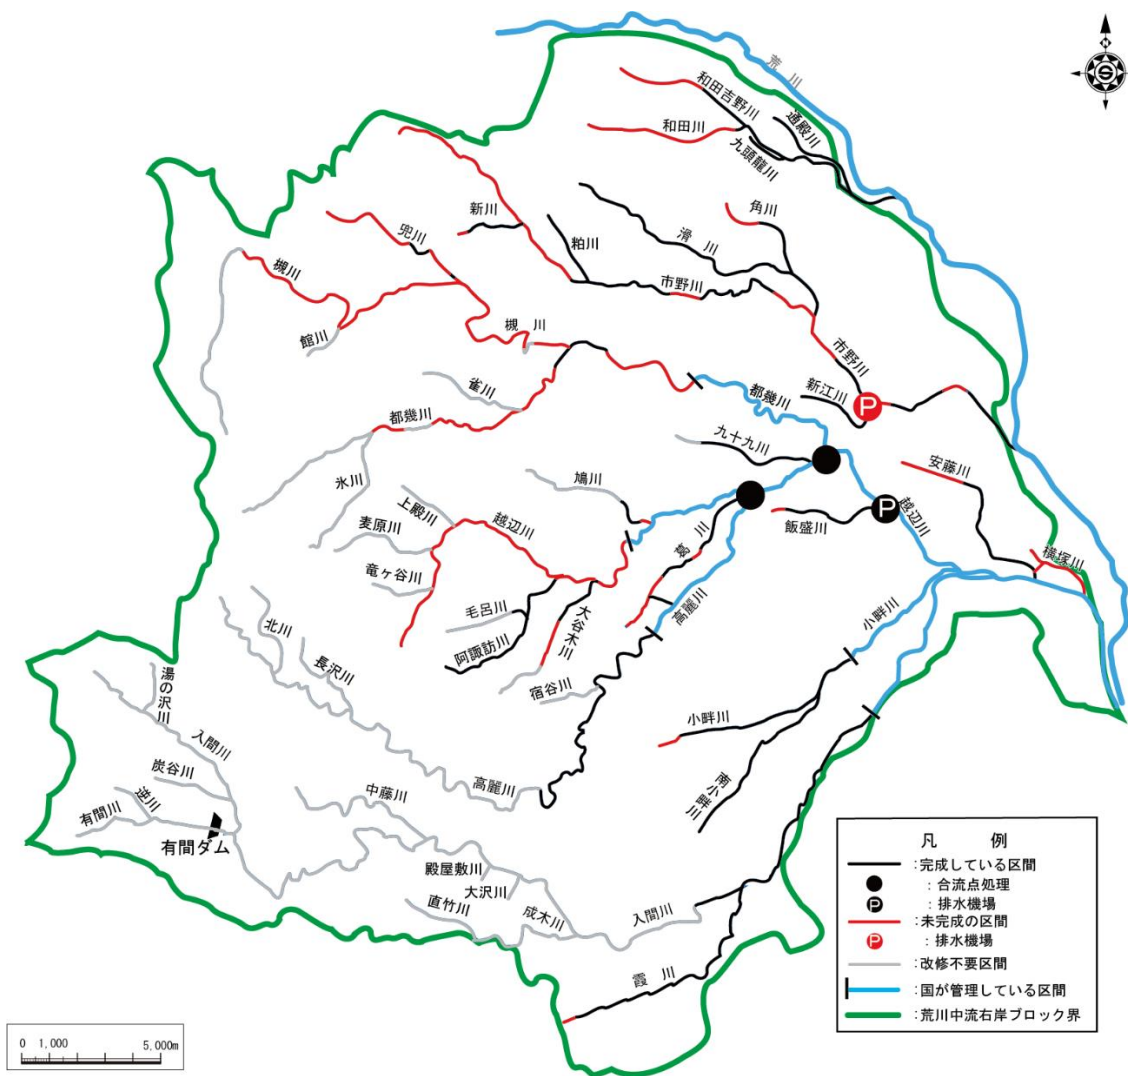 荒川
和田吉野川
通殿川
和田川
九頭龍川
角川
新川
粕川
滑川
兜川
市野川
槻川
槻川
館川
市野川
雀川
都幾川
新江川
P
都幾川
九十九川
安藤川
氷川
鳩川
上殿川
越辺川
麦原川
葛川
飯盛川
P
越辺川
竜ヶ谷川
横塚川
毛呂川
大谷木川
高麗川
小畔川
北川
阿諏訪川
長沢川
宿谷川
湯の沢川
小畔川
入間川
南小畔川
炭谷川
高麗川
中藤川
逆川
有間川
有間ダム
殿屋敷川
大沢川
直竹川
成木川
入間川
霞川
凡例
:完成している区間
:合流点処理
P :排水機場
:未完成の区間
P :排水機場
:改修不要区間
:国が管理している区間
:荒川中流右岸ブロック界
0 1,000 5,000m